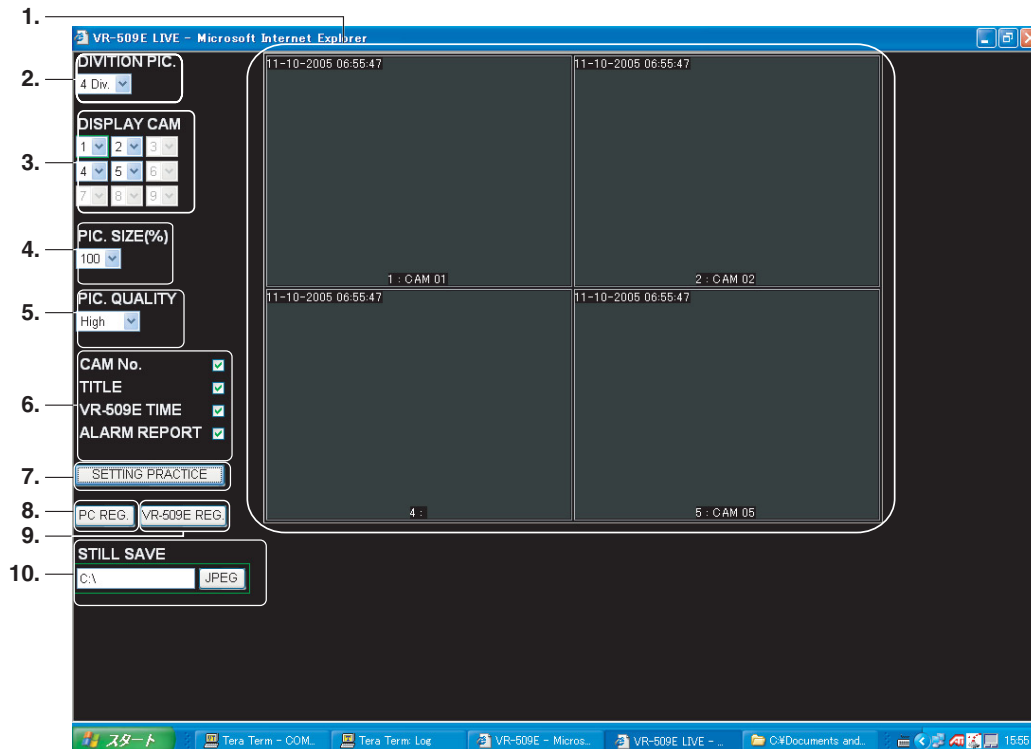 1.
VR-509E LIVE - Microsoft Internet Explorer
2.
DIVITION PIC.
4 Div.
3.
DISPLAY CAM
1 2 3
4 5 6
7 8 9
4.
PIC. SIZE(%)
100
5.
PIC. QUALITY
High
6.
CAM No.
TITLE
VR-509E TIME
ALARM REPORT
7.
SETTING PRACTICE
8.
PC REG.
VR-509E REG.
9.
10.
STILL SAVE
C:\
JPEG
11-10-2005 06:55:47
1 : CAM 01
11-10-2005 06:55:47
2 : CAM 02
11-10-2005 06:55:47
4 :
11-10-2005 06:55:47
5 : CAM 05
スタート
Tera Term - COM...
Tera Term: Log
VR-509E - Micros...
VR-509E LIVE - ...
C:¥Documents and...
15:55